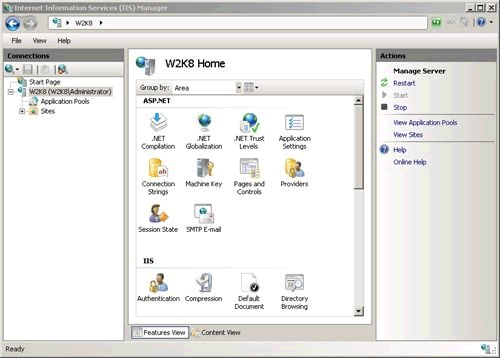 Internet Information Services (IIS) Manager
W2K8
File View Help
Connections
Start Page
W2K8 (W2K8\Administrator)
Application Pools
Sites
W2K8 Home
Group by: Area
ASP.NET
.NET Compilation
.NET Globalization
.NET Trust Levels
Application Settings
Connection Strings
Machine Key
Pages and Controls
Providers
Session State
SMTP E-mail
IIS
Authentication
Compression
Default Document
Directory Browsing
Features View
Content View
Actions
Manage Server
Restart
Start
Stop
View Application Pools
View Sites
Help
Online Help
Ready